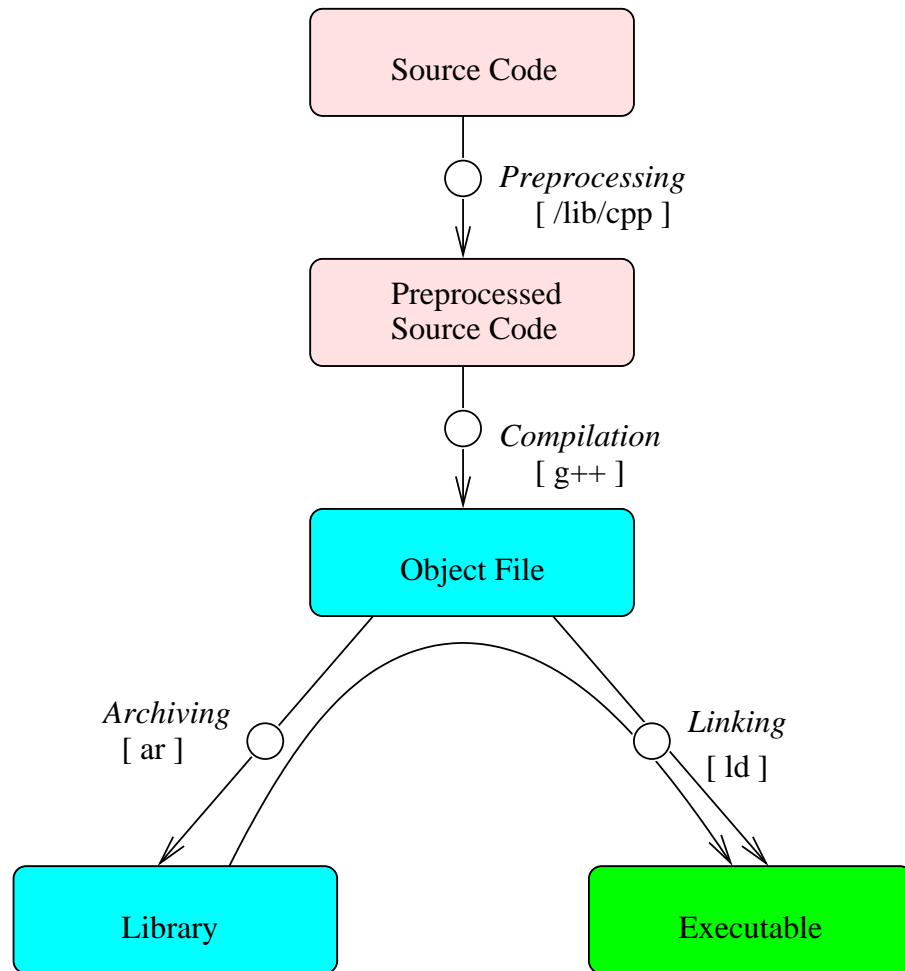 Source Code
Preprocessing
[ /lib/cpp ]
Preprocessed
Source Code
Compilation
[ g++ ]
Object File
Archiving
[ ar ]
Linking
[ ld ]
Library
Executable